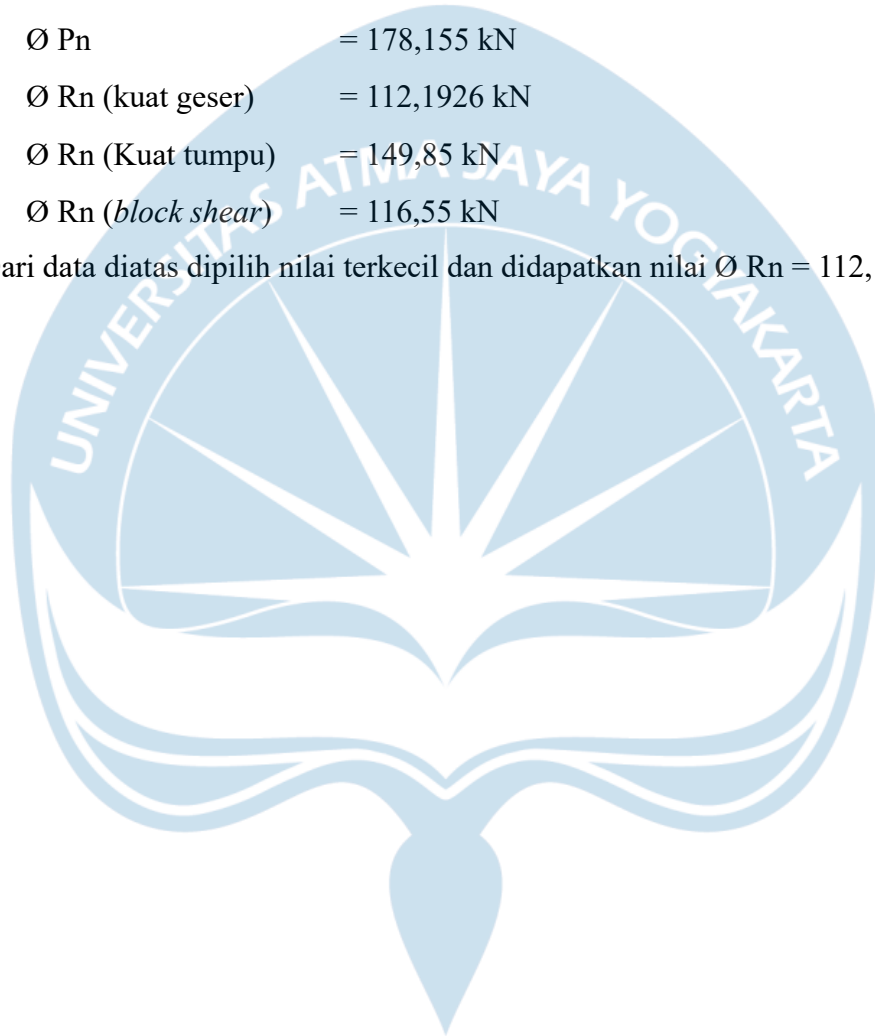 Ø Pn = 178,155 kN
Ø Rn (kuat geser) = 112,1926 kN
Ø Rn (Kuat tumpu) = 149,85 kN
Ø Rn (block shear) = 116,55 kN
ari data diatas dipilih nilai terkecil dan didapatkan nilai Ø Rn = 112,
UNIVERSITAS ATMA JAYA YOGYAKARTA